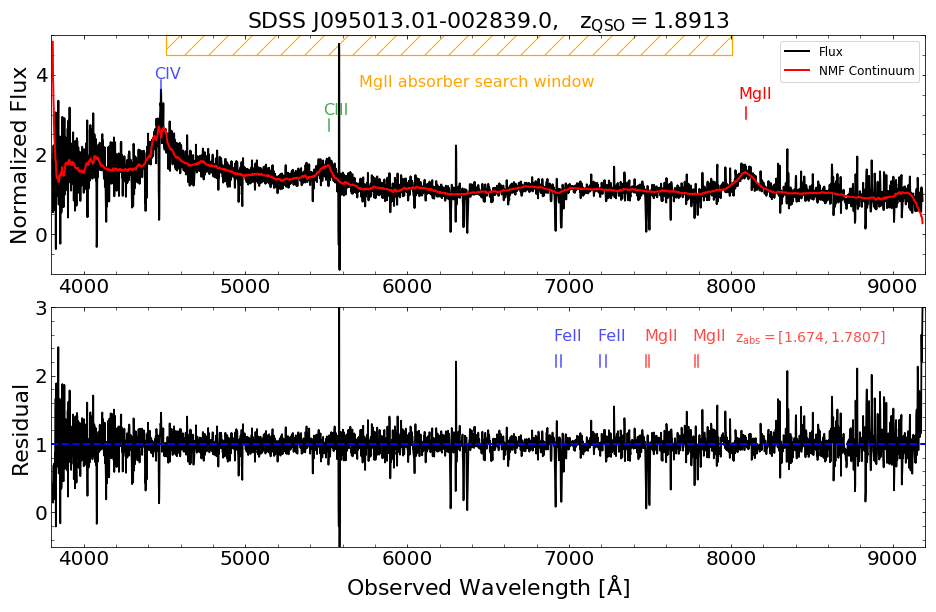 SDSS J095013.01-002839.0, z_QSO = 1.8913
Normalized Flux
4
2
0
CIV
CIII
MgII absorber search window
MgII
Flux
NMF Continuum
4000 5000 6000 7000 8000 9000
Residual
3
2
1
0
FeII FeII MgII MgII z_abs = [1.674, 1.7807]
4000 5000 6000 7000 8000 9000
Observed Wavelength [Å]